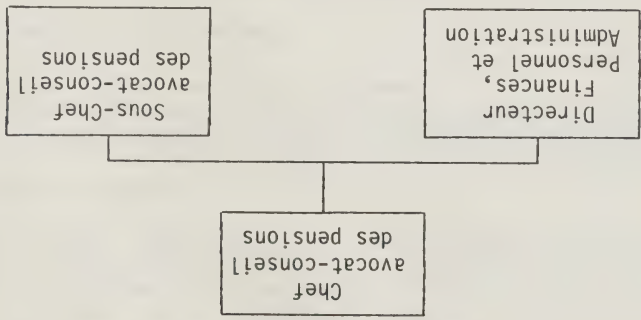 Chef
avocat-conseil
des pensions
Directeur
Finances,
Personnel et
Administration
Sous-Chef
avocat-conseil
des pensions